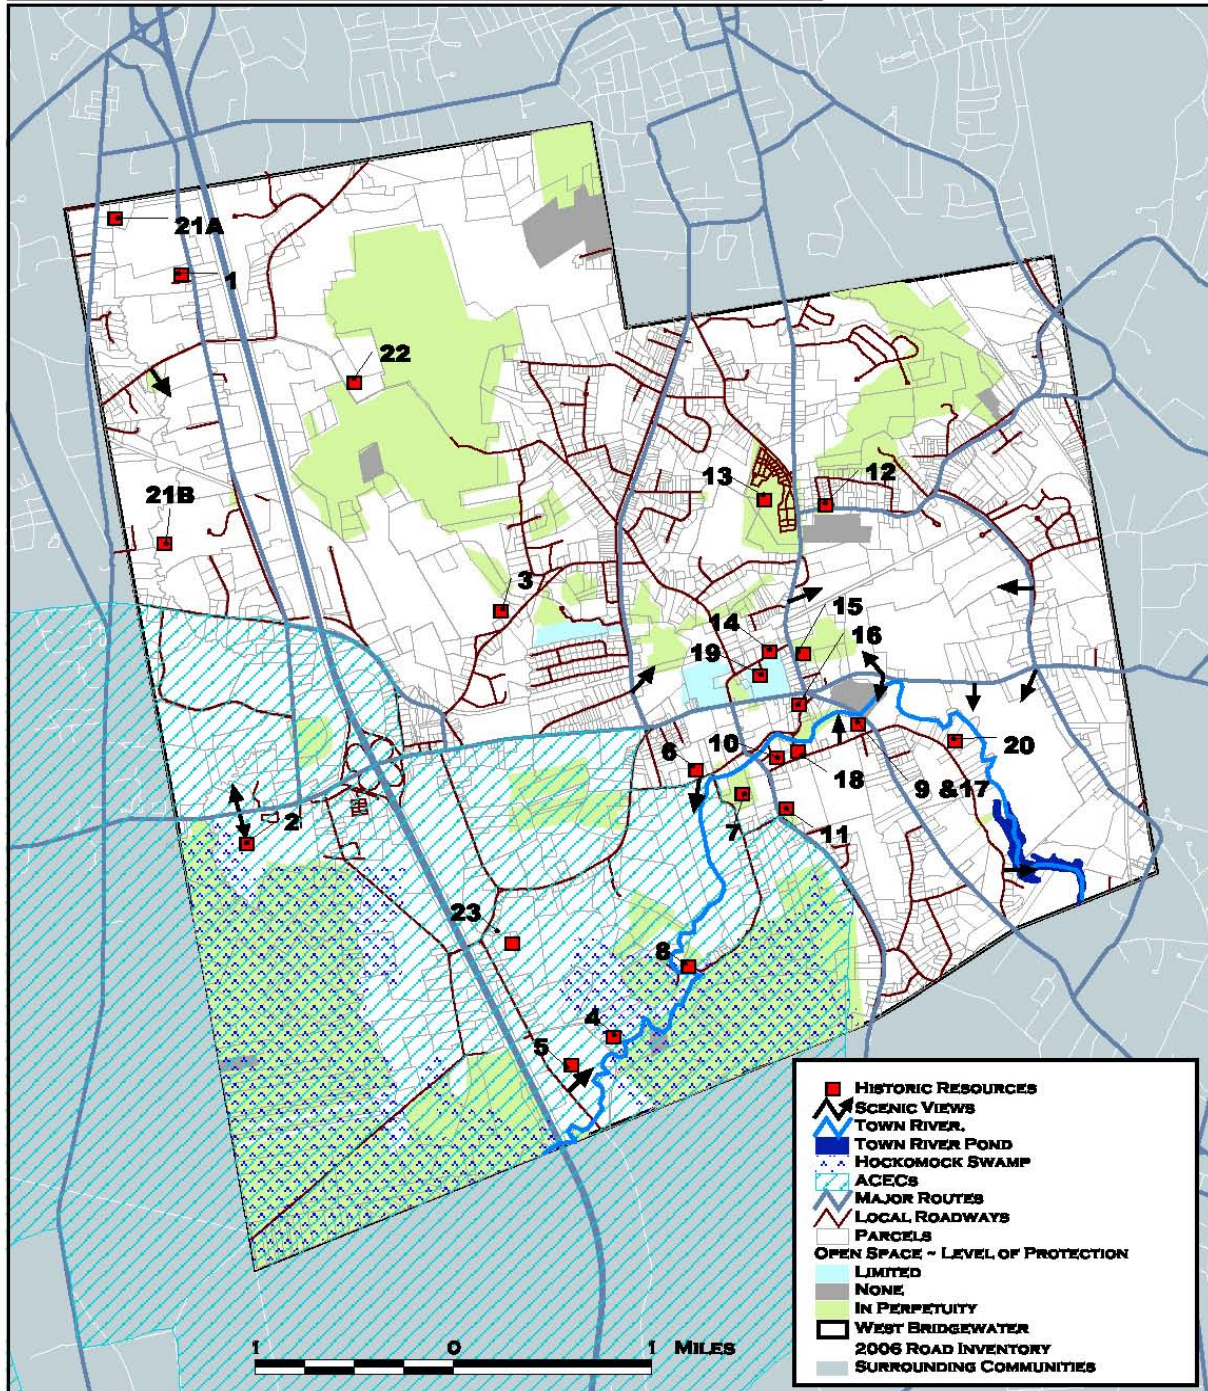 21A
1
22
21B
13
12
3
14
15
19
16
6
10
20
18
9 &17
2
7
11
23
8
4
5
HISTORIC RESOURCES
SCENIC VIEWS
TOWN RIVER.
TOWN RIVER POND
HOCKOMOCK SWAMP
ACECS
MAJOR ROUTES
LOCAL ROADWAYS
PARCELS
OPEN SPACE ~ LEVEL OF PROTECTION
LIMITED
NONE
IN PERPETUITY
WEST BRIDGEWATER
2006 ROAD INVENTORY
SURROUNDING COMMUNITIES
1 0 1 MILES